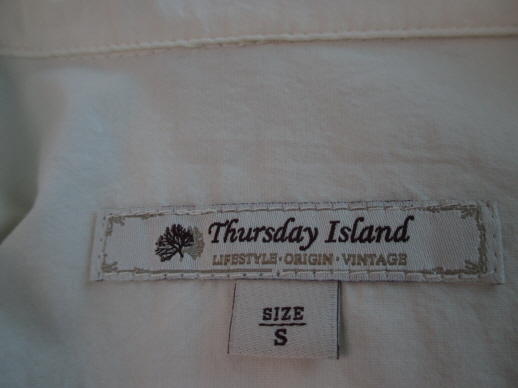 Thursday Island
LIFESTYLE · ORIGIN · VINTAGE
SIZE
S